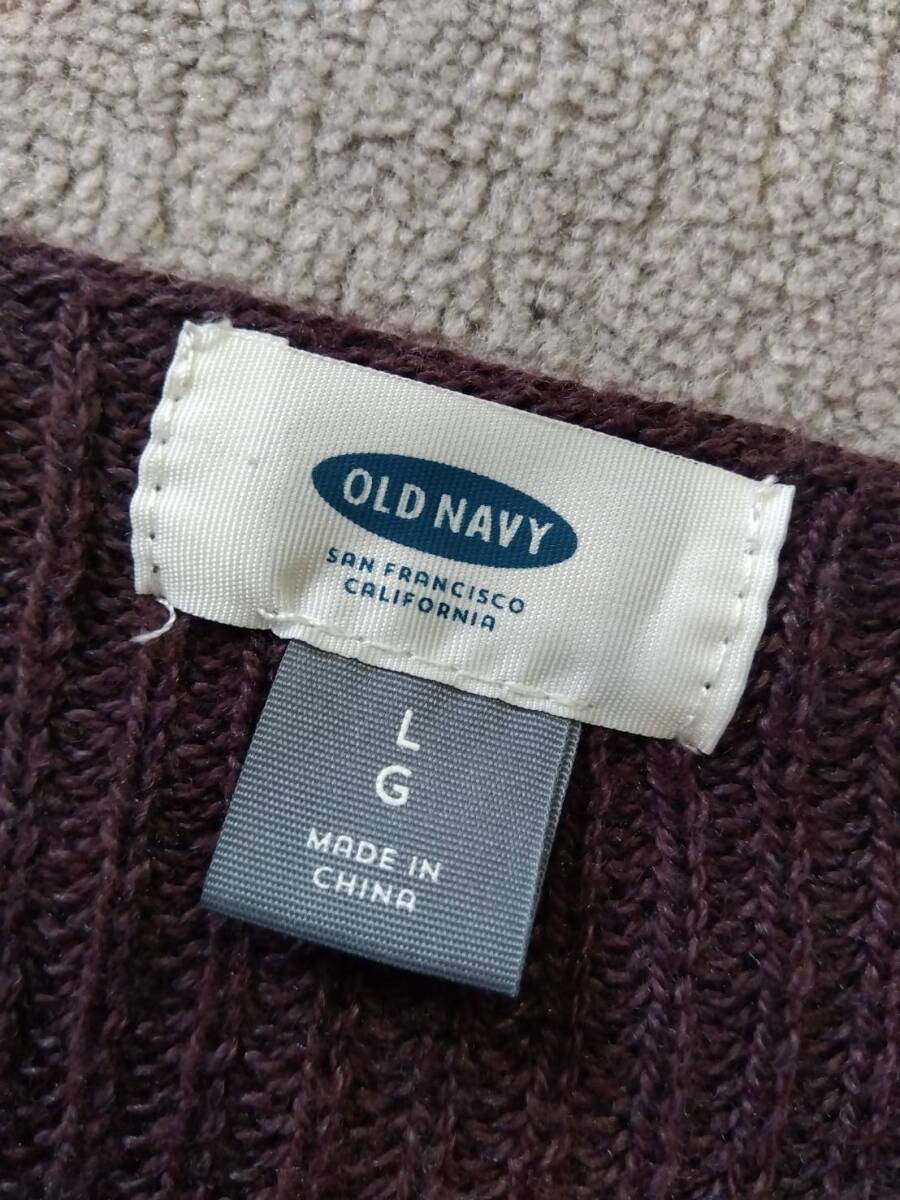 OLD NAVY
SAN FRANCISCO
CALIFORNIA
L
G
MADE IN
CHINA